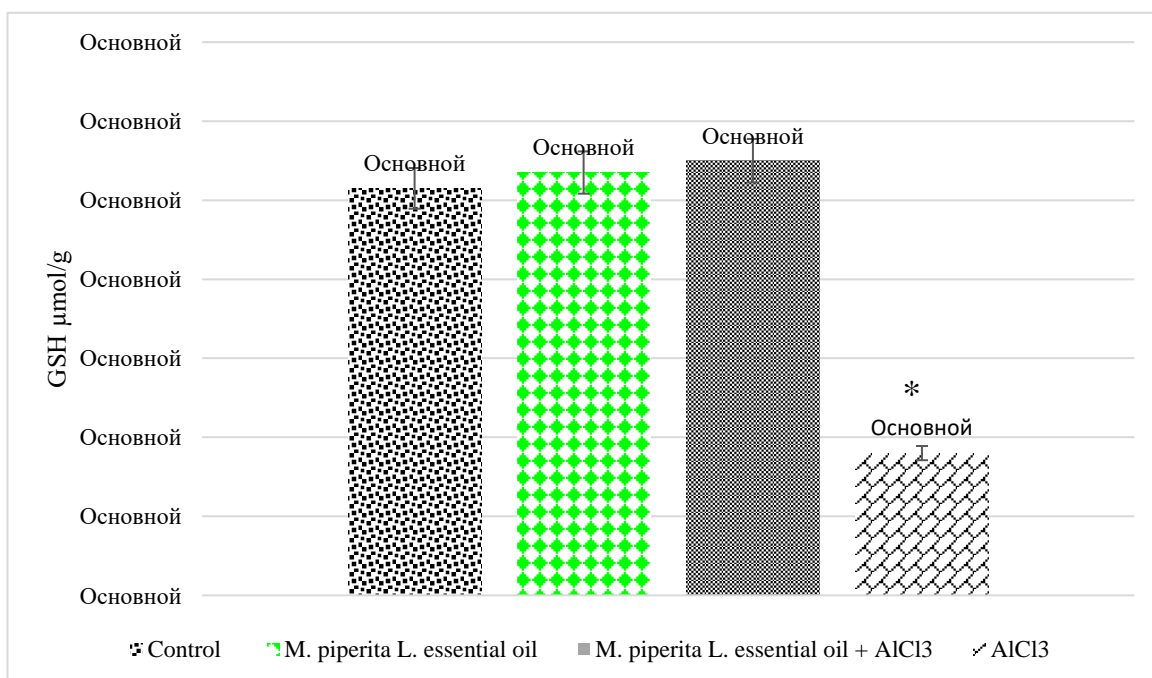 Основной
Основной
Основной
Основной
Основной
Основной
Основной
Основной
GSH µmol/g
Основной
Основной
Основной
*
Основной
Control
M. piperita L. essential oil
M. piperita L. essential oil + AlCl3
AlCl3